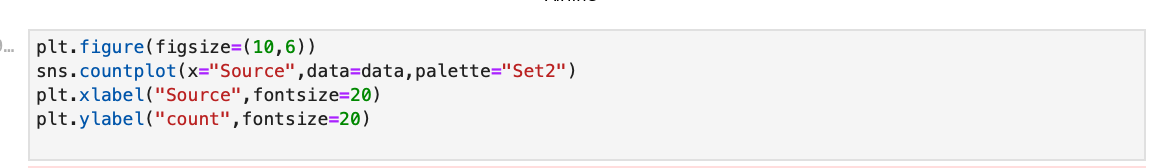 plt.figure(figsize=(10,6))
sns.countplot(x="Source",data=data,palette="Set2")
plt.xlabel("Source",fontsize=20)
plt.ylabel("count",fontsize=20)